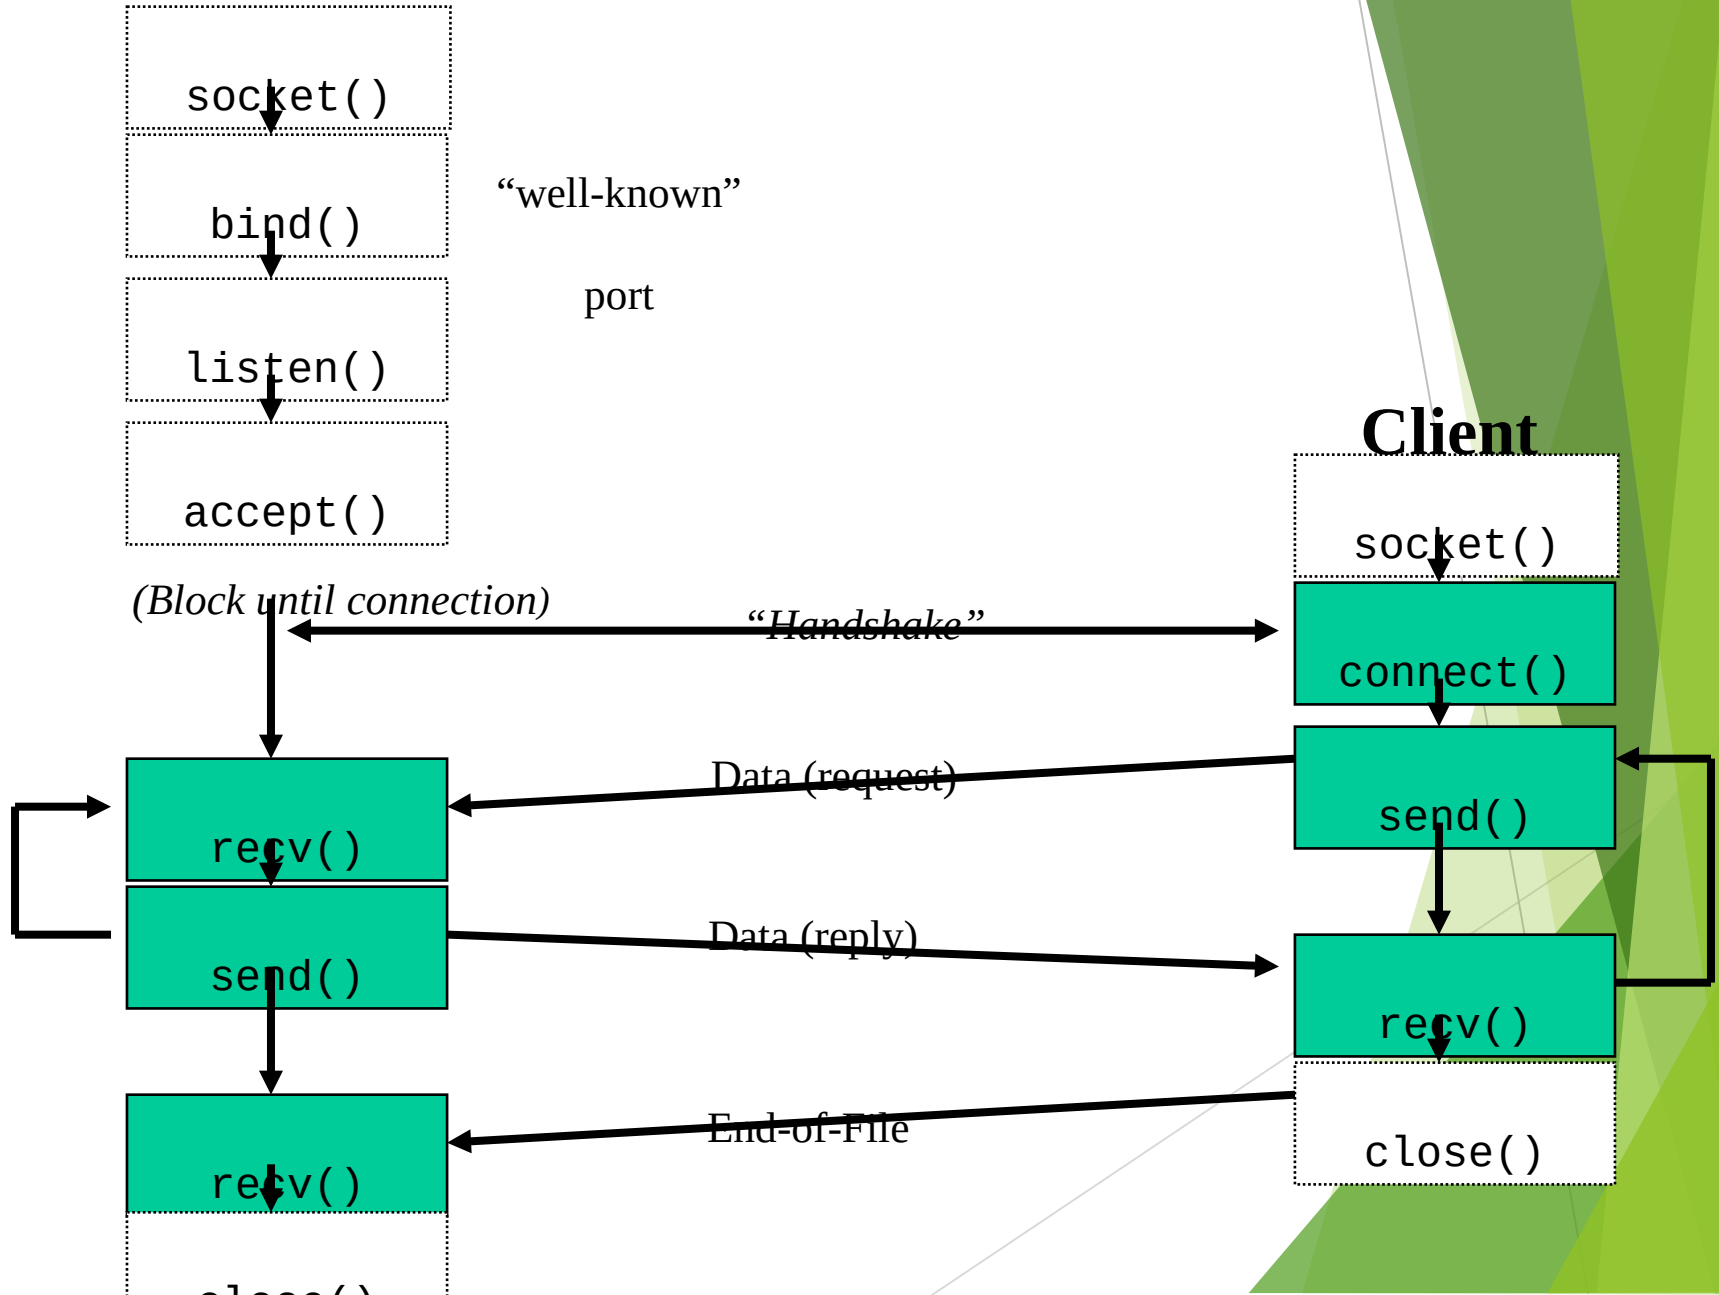 socket()
bind()
“well-known”
port
listen()
accept()
(Block until connection)
Client
socket()
“Handshake”
connect()
Data (request)
send()
recv()
Data (reply)
send()
recv()
End-of-File
close()
recv()
close()